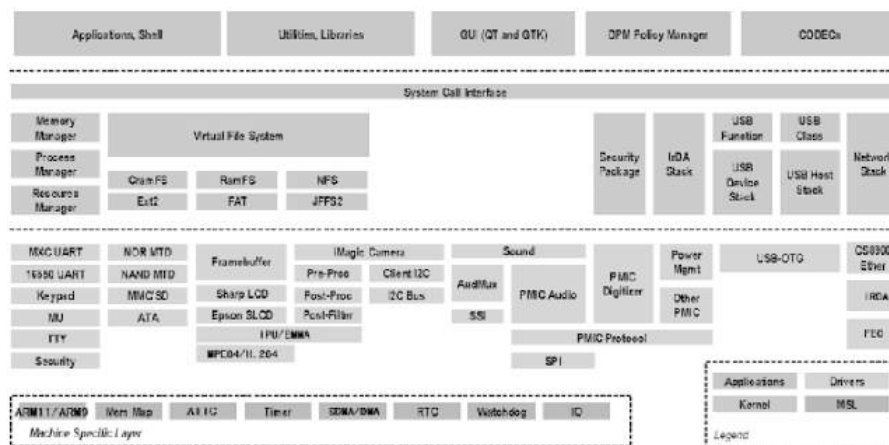 Applications, Shell
Utilities, Libraries
GUI (QT and GTK)
DPM Policy Manager
CODECs
System Call Interface
Memory
Manager
Process
Manager
Resource
Manager
Virtual File System
CramFS
RamFS
NFS
Ext2
FAT
JFFS2
Security
Package
IrDA
Stack
USB
Function
USB
Class
USB
Device
Stack
USB Host
Stack
Network
Stack
MXC UART
16550 UART
Keypad
MU
TTY
Security
NOR MTD
NAND MTD
MMC/SD
ATA
Framebuffer
Sharp LCD
Epson SLCD
IPU/EMMA
MPEG4/H.264
IMagic Camera
Pre-Proc
Client I2C
Post-Proc
I2C Bus
Post-Filter
Sound
AudMux
PMIC Audio
SSI
PMIC
Digitizer
Power
Mgmt
Other
PMIC
PMIC Protocol
SPI
USB-OTG
CS8900
Ether
IRDA
FEC
ARM11/ARM9
Mem Map
AITC
Timer
SDMA/DMA
RTC
Watchdog
IO
Machine Specific Layer
Applications
Drivers
Kernel
MSL
Legend